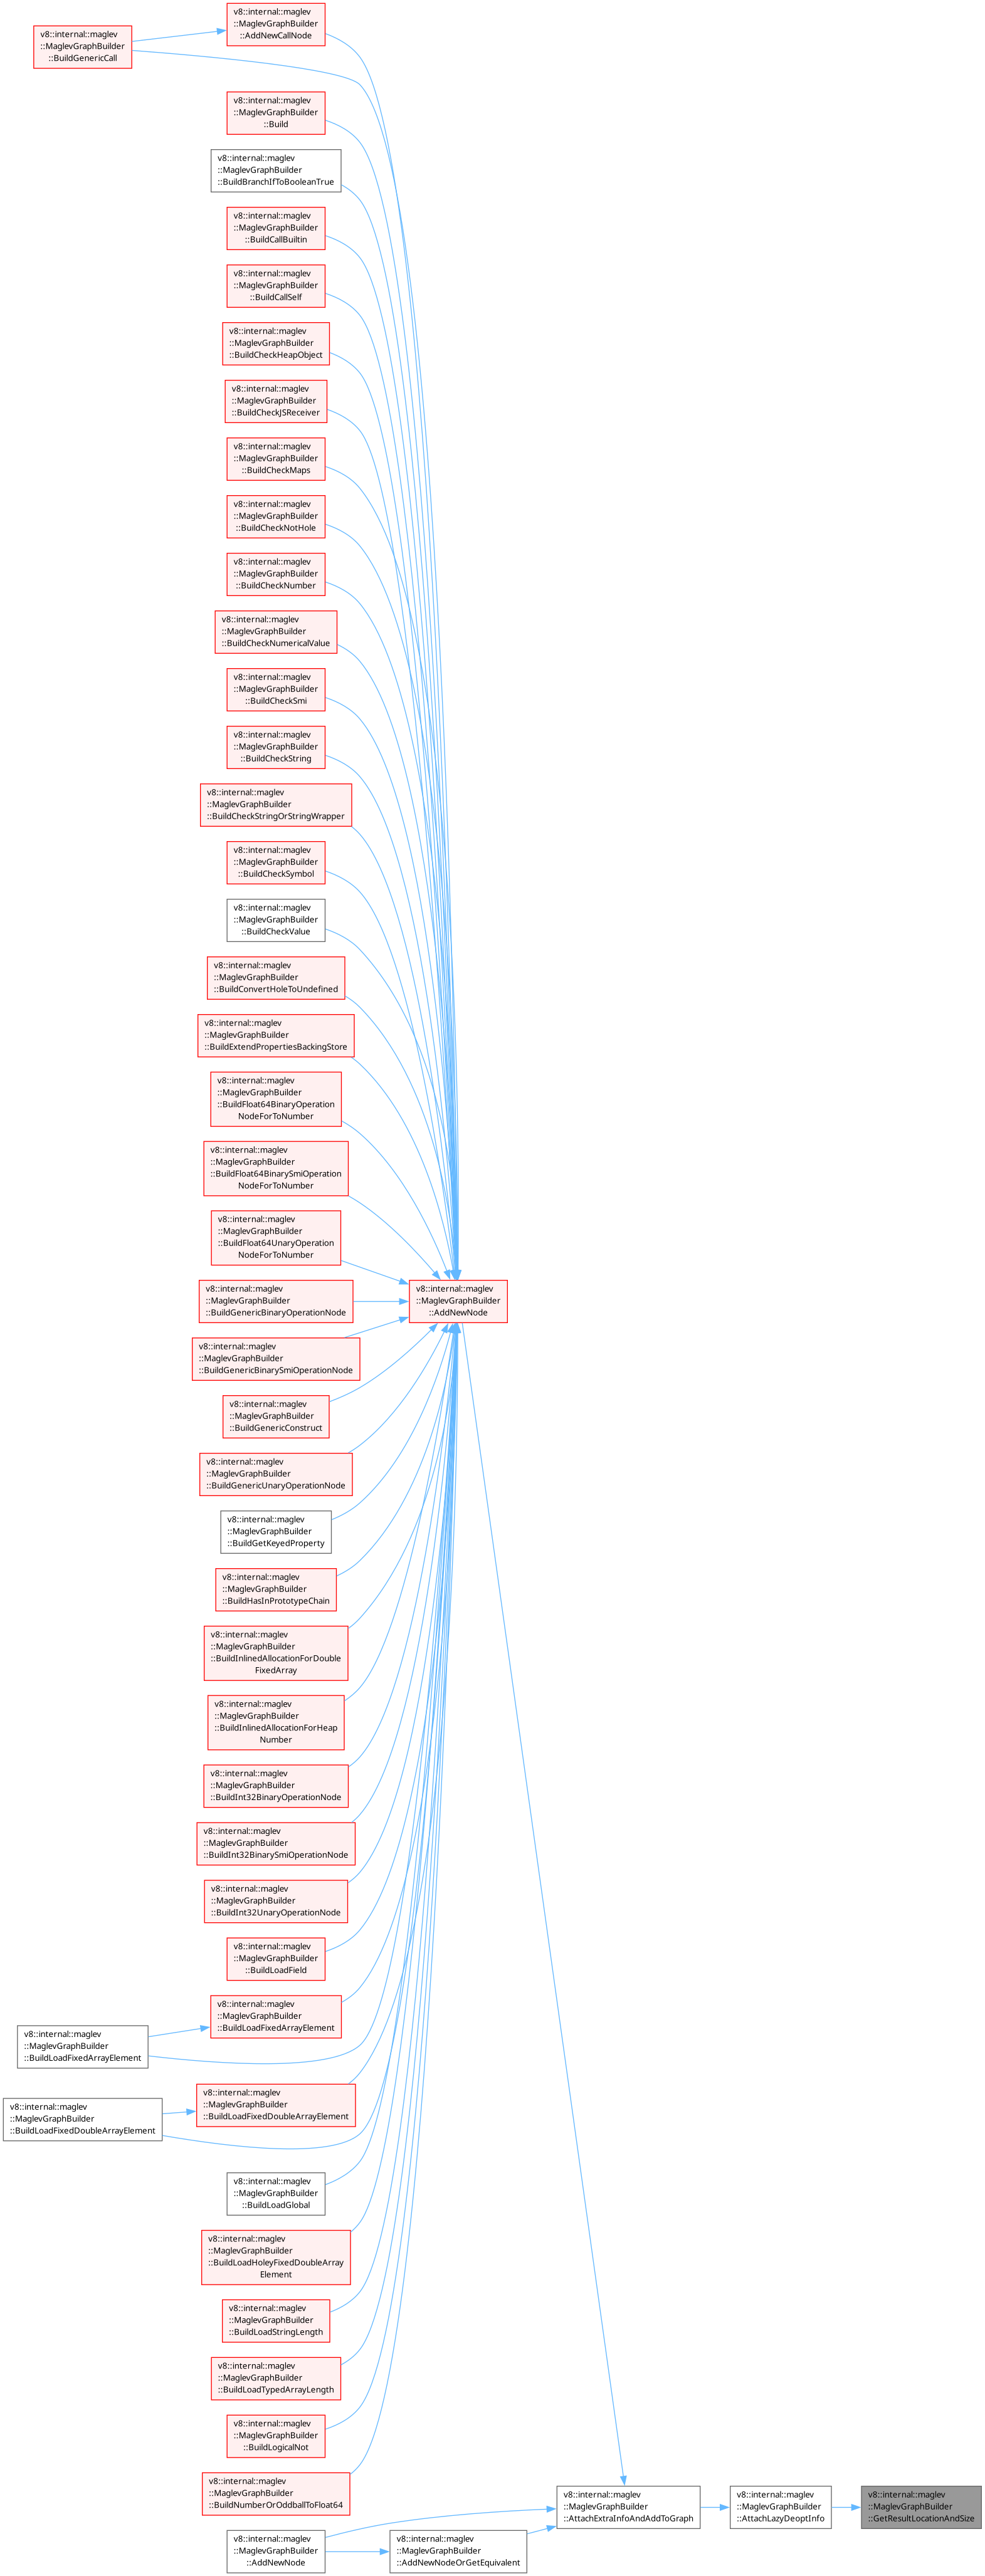 v8::internal::maglev
::MaglevGraphBuilder
::AddNewCallNode
v8::internal::maglev
::MaglevGraphBuilder
::BuildGenericCall
v8::internal::maglev
::MaglevGraphBuilder
::Build
v8::internal::maglev
::MaglevGraphBuilder
::BuildBranchIfToBooleanTrue
v8::internal::maglev
::MaglevGraphBuilder
::BuildCallBuiltin
v8::internal::maglev
::MaglevGraphBuilder
::BuildCallSelf
v8::internal::maglev
::MaglevGraphBuilder
::BuildCheckHeapObject
v8::internal::maglev
::MaglevGraphBuilder
::BuildCheckJSReceiver
v8::internal::maglev
::MaglevGraphBuilder
::BuildCheckMaps
v8::internal::maglev
::MaglevGraphBuilder
::BuildCheckNotHole
v8::internal::maglev
::MaglevGraphBuilder
::BuildCheckNumber
v8::internal::maglev
::MaglevGraphBuilder
::BuildCheckNumericalValue
v8::internal::maglev
::MaglevGraphBuilder
::BuildCheckSmi
v8::internal::maglev
::MaglevGraphBuilder
::BuildCheckString
v8::internal::maglev
::MaglevGraphBuilder
::BuildCheckStringOrStringWrapper
v8::internal::maglev
::MaglevGraphBuilder
::BuildCheckSymbol
v8::internal::maglev
::MaglevGraphBuilder
::BuildCheckValue
v8::internal::maglev
::MaglevGraphBuilder
::BuildConvertHoleToUndefined
v8::internal::maglev
::MaglevGraphBuilder
::BuildExtendPropertiesBackingStore
v8::internal::maglev
::MaglevGraphBuilder
::BuildFloat64BinaryOperation
NodeForToNumber
v8::internal::maglev
::MaglevGraphBuilder
::BuildFloat64BinarySmiOperation
NodeForToNumber
v8::internal::maglev
::MaglevGraphBuilder
::BuildFloat64UnaryOperation
NodeForToNumber
v8::internal::maglev
::MaglevGraphBuilder
::AddNewNode
v8::internal::maglev
::MaglevGraphBuilder
::BuildGenericBinaryOperationNode
v8::internal::maglev
::MaglevGraphBuilder
::BuildGenericBinarySmiOperationNode
v8::internal::maglev
::MaglevGraphBuilder
::BuildGenericConstruct
v8::internal::maglev
::MaglevGraphBuilder
::BuildGenericUnaryOperationNode
v8::internal::maglev
::MaglevGraphBuilder
::BuildGetKeyedProperty
v8::internal::maglev
::MaglevGraphBuilder
::BuildHasInPrototypeChain
v8::internal::maglev
::MaglevGraphBuilder
::BuildInlinedAllocationForDouble
FixedArray
v8::internal::maglev
::MaglevGraphBuilder
::BuildInlinedAllocationForHeap
Number
v8::internal::maglev
::MaglevGraphBuilder
::BuildInt32BinaryOperationNode
v8::internal::maglev
::MaglevGraphBuilder
::BuildInt32BinarySmiOperationNode
v8::internal::maglev
::MaglevGraphBuilder
::BuildInt32UnaryOperationNode
v8::internal::maglev
::MaglevGraphBuilder
::BuildLoadField
v8::internal::maglev
::MaglevGraphBuilder
::BuildLoadFixedArrayElement
v8::internal::maglev
::MaglevGraphBuilder
::BuildLoadFixedArrayElement
v8::internal::maglev
::MaglevGraphBuilder
::BuildLoadFixedDoubleArrayElement
v8::internal::maglev
::MaglevGraphBuilder
::BuildLoadFixedDoubleArrayElement
v8::internal::maglev
::MaglevGraphBuilder
::BuildLoadGlobal
v8::internal::maglev
::MaglevGraphBuilder
::BuildLoadHoleyFixedDoubleArray
Element
v8::internal::maglev
::MaglevGraphBuilder
::BuildLoadStringLength
v8::internal::maglev
::MaglevGraphBuilder
::BuildLoadTypedArrayLength
v8::internal::maglev
::MaglevGraphBuilder
::BuildLogicalNot
v8::internal::maglev
::MaglevGraphBuilder
::BuildNumberOrOddballToFloat64
v8::internal::maglev
::MaglevGraphBuilder
::AttachExtraInfoAndAddToGraph
v8::internal::maglev
::MaglevGraphBuilder
::AttachLazyDeoptInfo
v8::internal::maglev
::MaglevGraphBuilder
::GetResultLocationAndSize
v8::internal::maglev
::MaglevGraphBuilder
::AddNewNode
v8::internal::maglev
::MaglevGraphBuilder
::AddNewNodeOrGetEquivalent